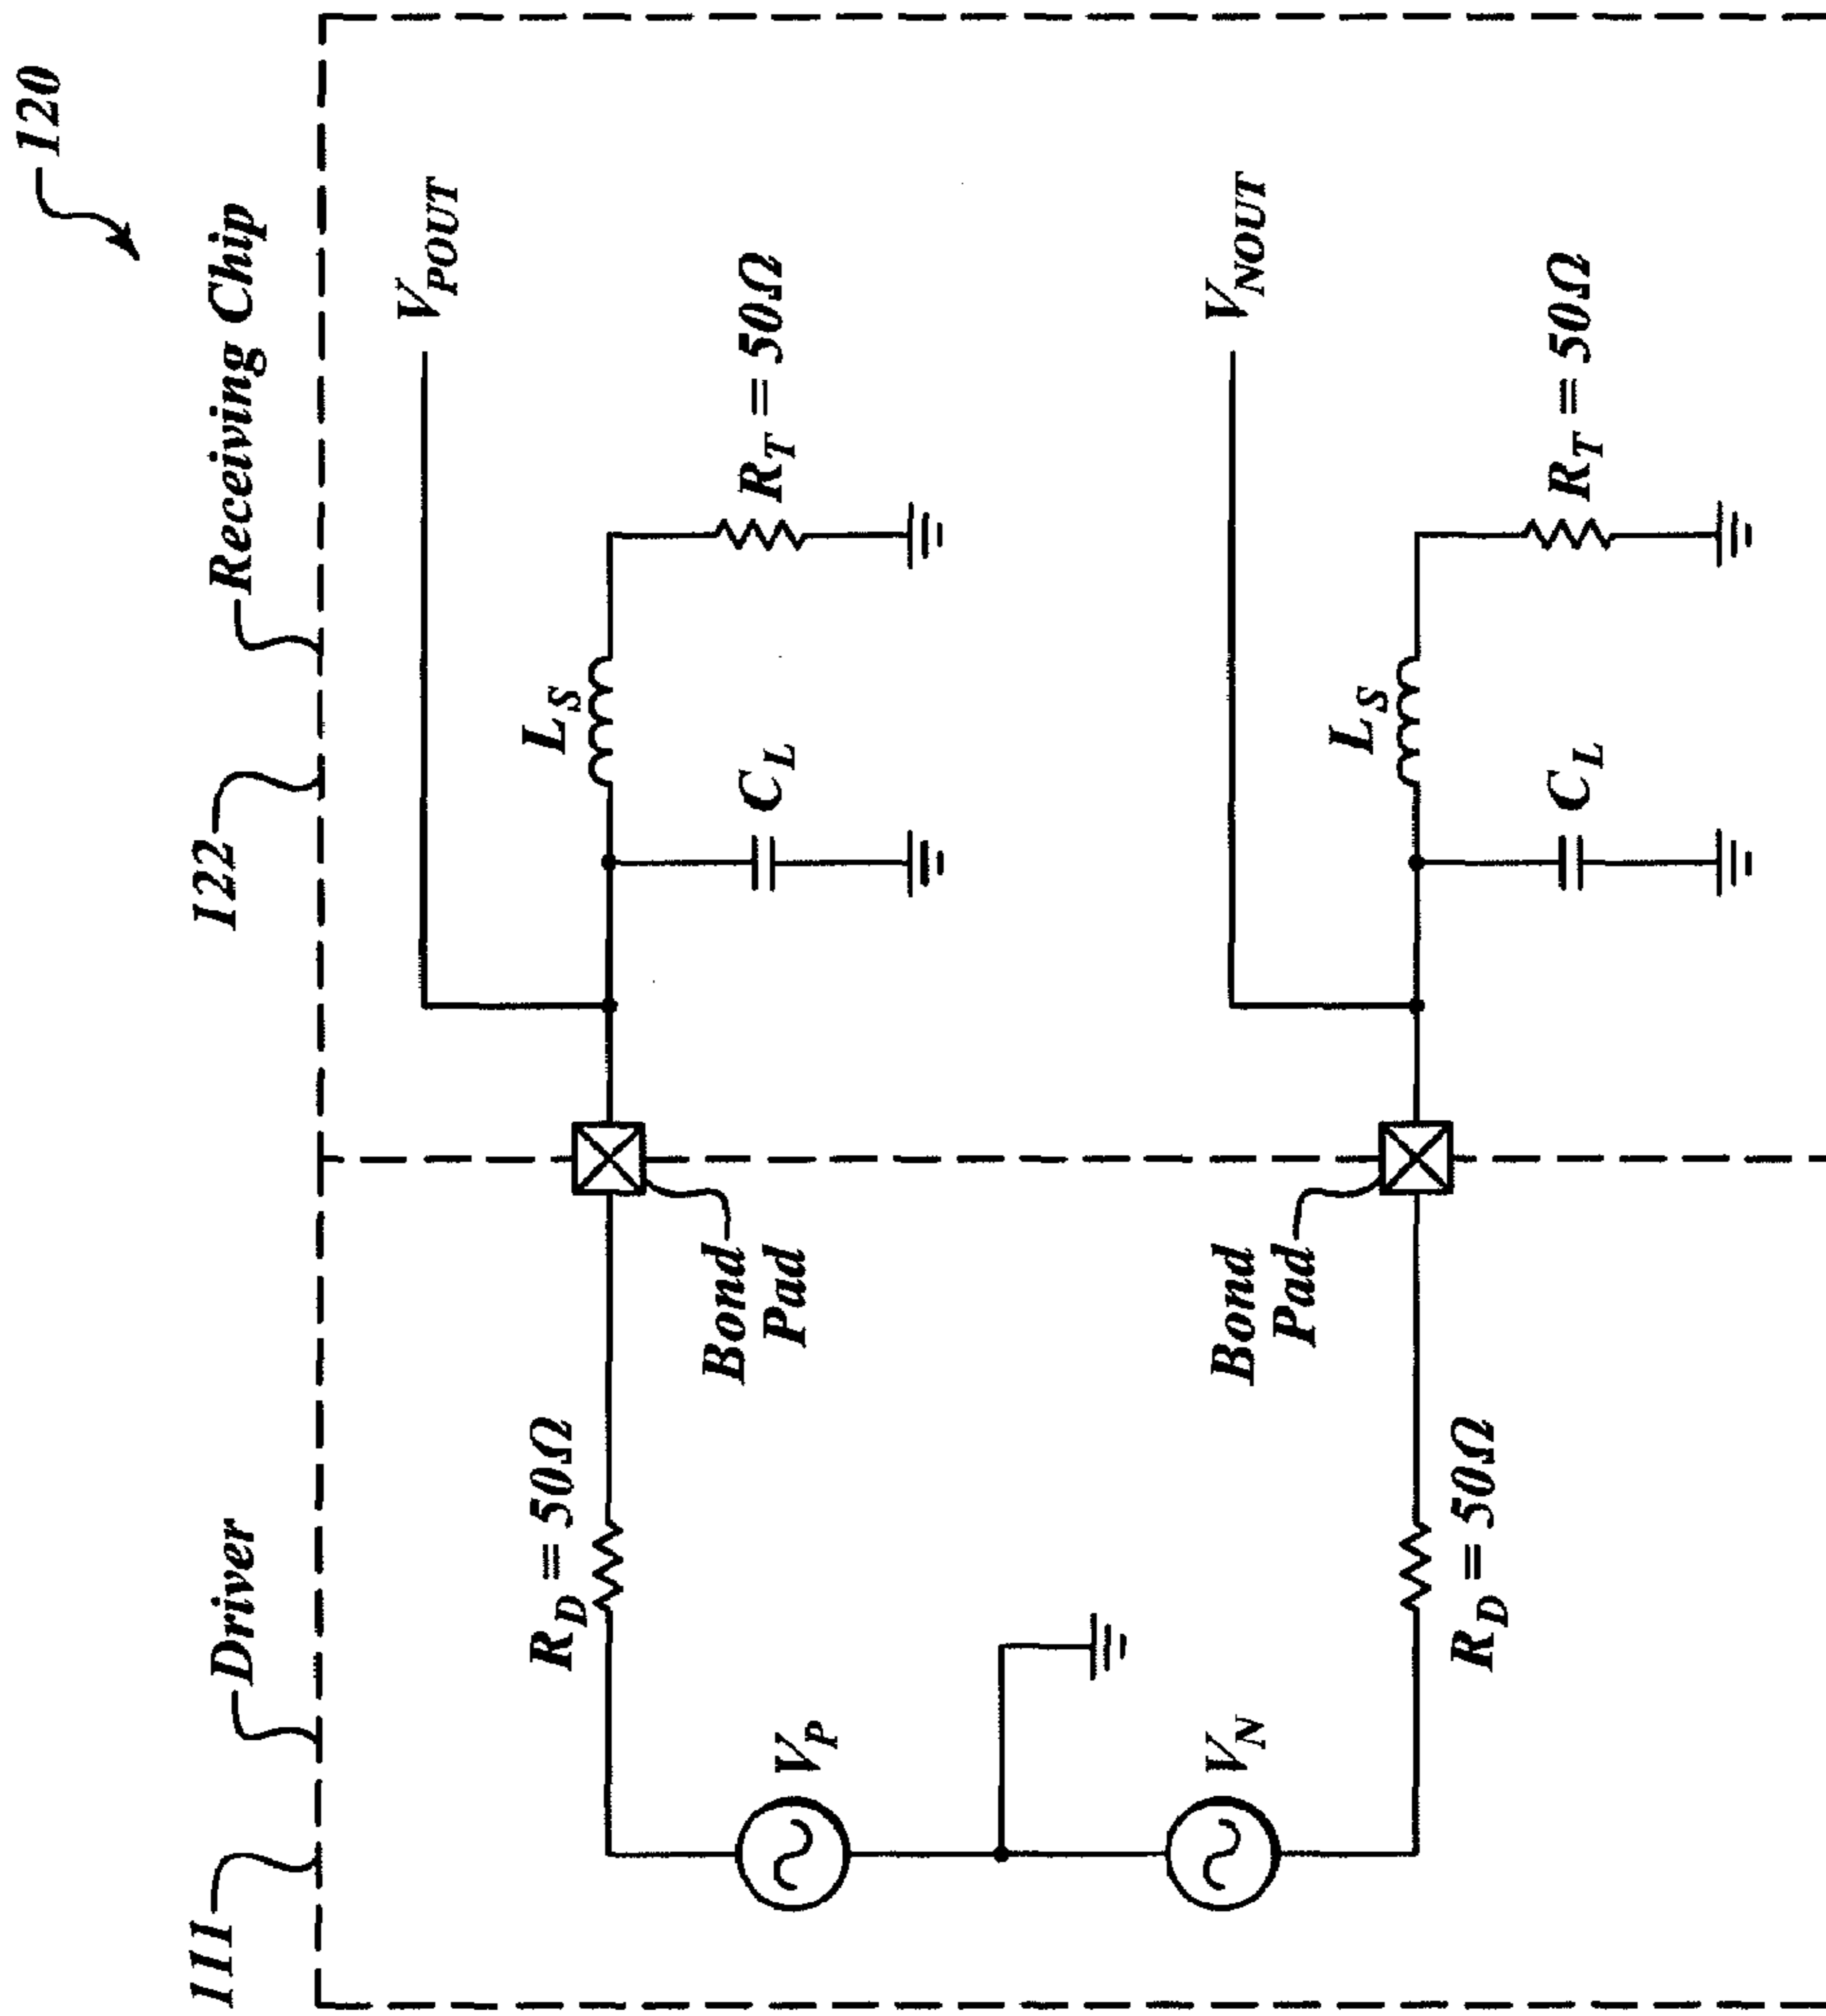 120
111
Driver
122
Receiving Chip
R_D = 50Ω
V_P
Bond
Pad
V_POUT
L_S
C_L
R_T = 50Ω
V_N
R_D = 50Ω
Bond
Pad
V_NOUT
L_S
C_L
R_T = 50Ω